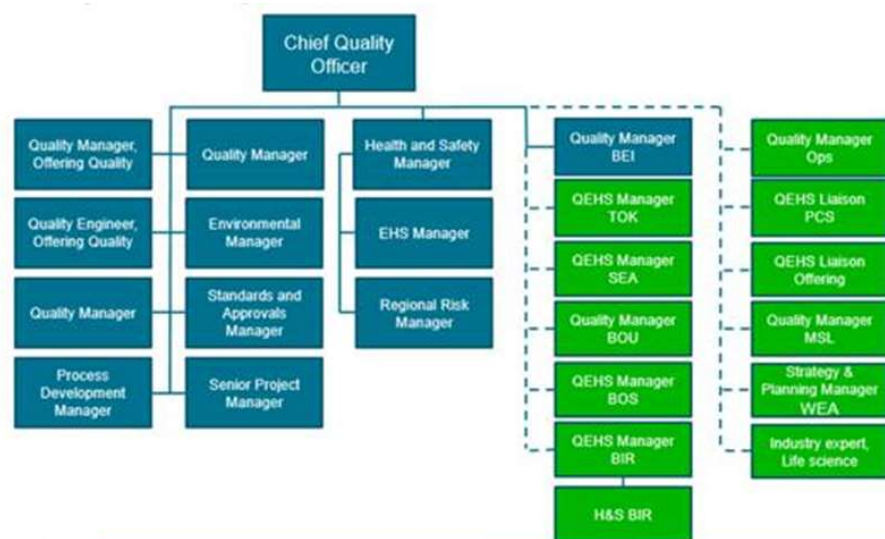 Chief Quality
Officer
Quality Manager,
Offering Quality
Quality Manager
Health and Safety
Manager
Quality Manager
BEI
Quality Manager
Ops
Quality Engineer,
Offering Quality
Environmental
Manager
EHS Manager
QEHS Manager
TOK
QEHS Liaison
PCS
Quality Manager
Standards and
Approvals
Manager
Regional Risk
Manager
QEHS Manager
SEA
QEHS Liaison
Offering
Process
Development
Manager
Senior Project
Manager
Quality Manager
BOU
Quality Manager
MSL
QEHS Manager
BOS
Strategy &
Planning Manager
WEA
QEHS Manager
BIR
Industry expert,
Life science
H&S BIR